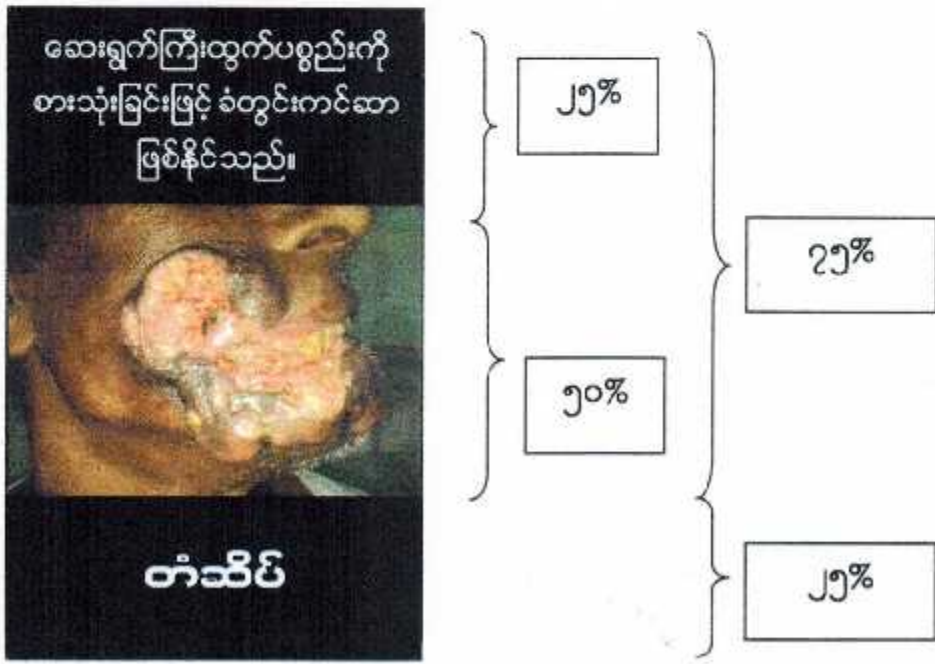 ဆေးရွက်ကြီးထွက်ပစ္စည်းကို
စားသုံးခြင်းဖြင့် ခံတွင်းကင်ဆာ
ဖြစ်နိုင်သည်။
၂၅%
၇၅%
၅၀%
တံဆိပ်
၂၅%